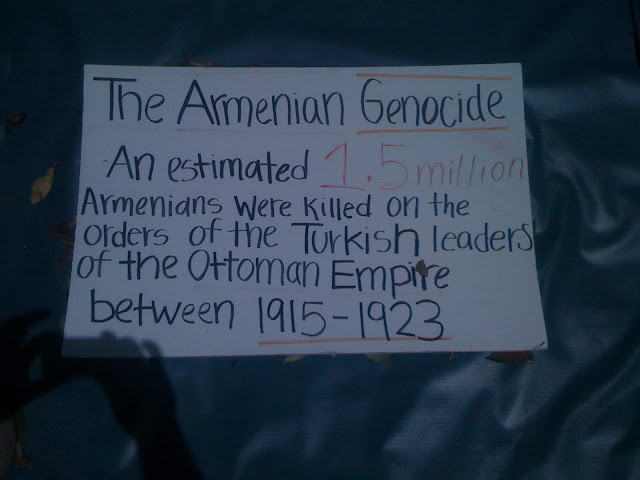 The Armenian Genocide
An estimated 1.5 million
Armenians were killed on the
orders of the Turkish leaders
of the Ottoman Empire
between 1915-1923